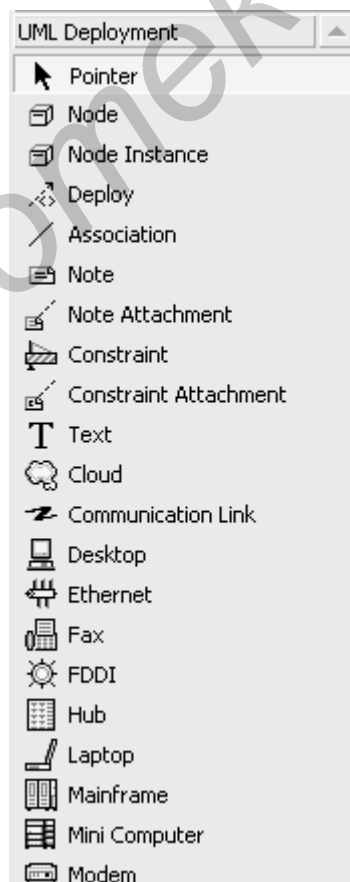 UML Deployment
Pointer
Node
Node Instance
Deploy
Association
Note
Note Attachment
Constraint
Constraint Attachment
T Text
Cloud
Communication Link
Desktop
Ethernet
Fax
FDDI
Hub
Laptop
Mainframe
Mini Computer
Modem